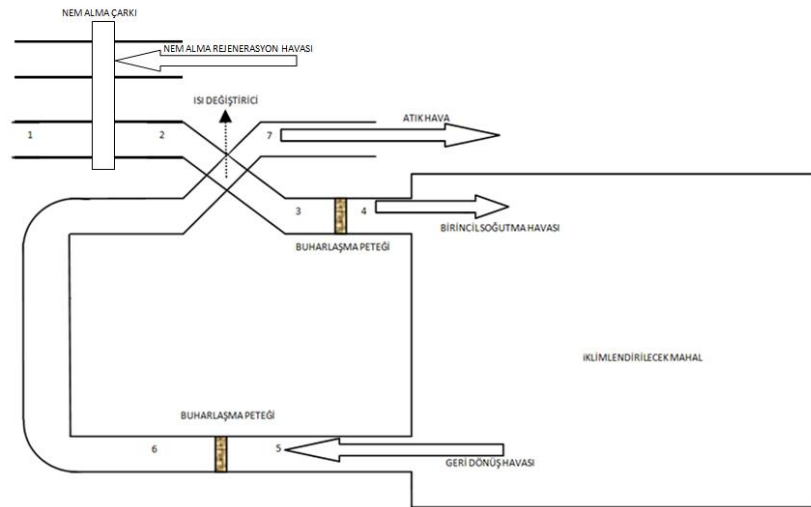 NEM ALMA ÇARKI
NEM ALMA REJENERASYON HAVASI
ISI DEĞİŞTİRİCİ
ATIK HAVA
1
2
7
3
4
BİRİNCİL SOĞUTMA HAVASI
BUHARLAŞMA PETEĞİ
İKLİMLENDİRİLECEK MAHAL
BUHARLAŞMA PETEĞİ
6
5
GERİ DÖNÜŞ HAVASI